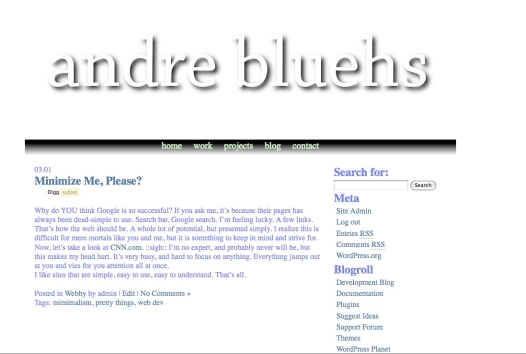 andre bluehs
home work projects blog contact
03.01
Minimize Me, Please?
Digg submit
Why do YOU think Google is so successful? If you ask me, it's because their pages has
always been dead-simple to use. Search bar. Google search. I'm feeling lucky. A few links.
That's how the web should be. A whole lot of potential, but presented simply. I realize this is
difficult for mere mortals like you and me, but it is something to keep in mind and strive for.
Now, let's take a look at CNN.com. ::sigh:: I'm no expert, and probably never will be, but
this makes my head hurt. It's very busy, and hard to focus on anything. Everything jumps out
at you and vies for you attention all at once.
I like sites that are simple, easy to use, easy to understand. That's all.
Posted in Webby by admin | Edit | No Comments »
Tags: mimimalism, pretty things, web dev
Search for:
Search
Meta
Site Admin
Log out
Entries RSS
Comments RSS
WordPress.org
Blogroll
Development Blog
Documentation
Plugins
Suggest Ideas
Support Forum
Themes
WordPress Planet